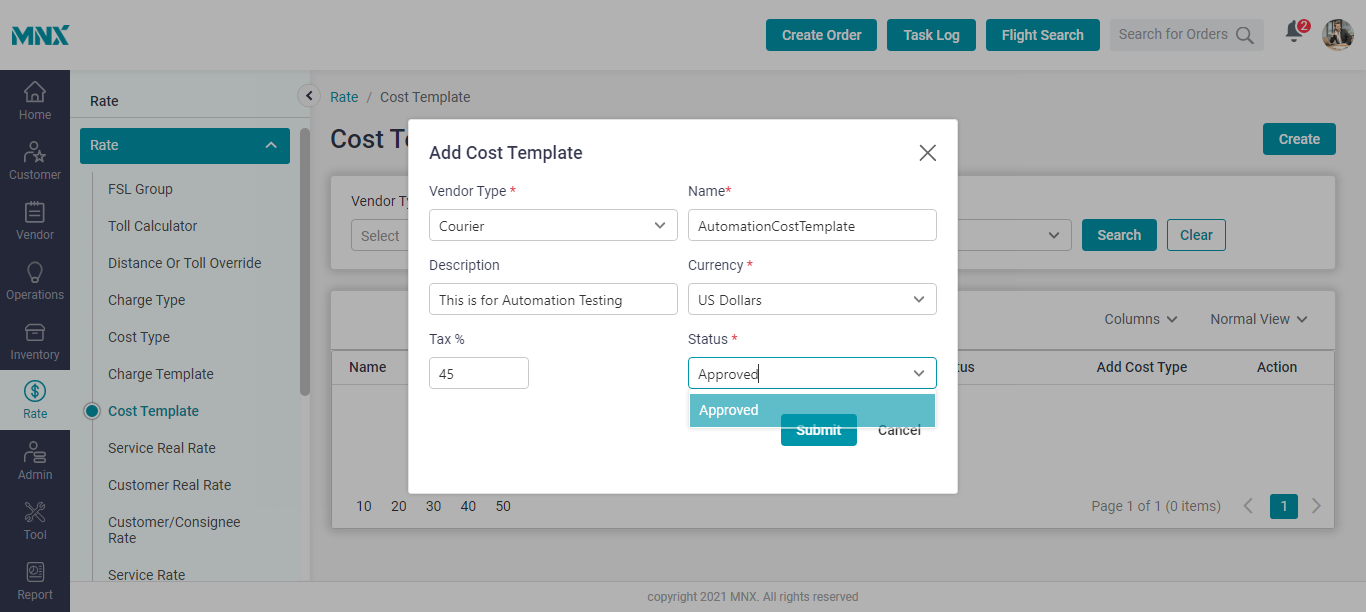 MNX
Create Order
Task Log
Flight Search
Search for Orders
2
Home
Customer
Vendor
Operations
Inventory
Rate
Admin
Tool
Report
Rate
Rate
FSL Group
Toll Calculator
Distance Or Toll Override
Charge Type
Cost Type
Charge Template
Cost Template
Service Real Rate
Customer Real Rate
Customer/Consignee
Rate
Service Rate
Rate / Cost Template
Cost T
Create
Vendor Ty
Select
Search
Clear
Columns
Normal View
Name
tus
Add Cost Type
Action
Add Cost Template
Vendor Type *
Name*
Courier
AutomationCostTemplate
Description
Currency *
This is for Automation Testing
US Dollars
Tax %
Status *
45
Approved
Approved
Submit
Cancel
10 20 30 40 50
Page 1 of 1 (0 items)
1
copyright 2021 MNX. All rights reserved